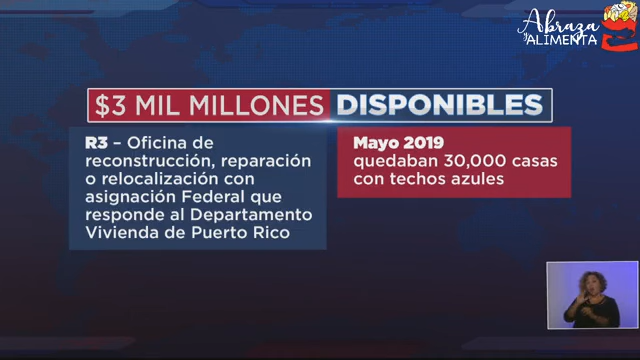 Abraza
y ALIMENTA
$3 MIL MILLONES DISPONIBLES
R3 – Oficina de
reconstrucción, reparación
o relocalización con
asignación Federal que
responde al Departamento
Vivienda de Puerto Rico
Mayo 2019
quedaban 30,000 casas
con techos azules